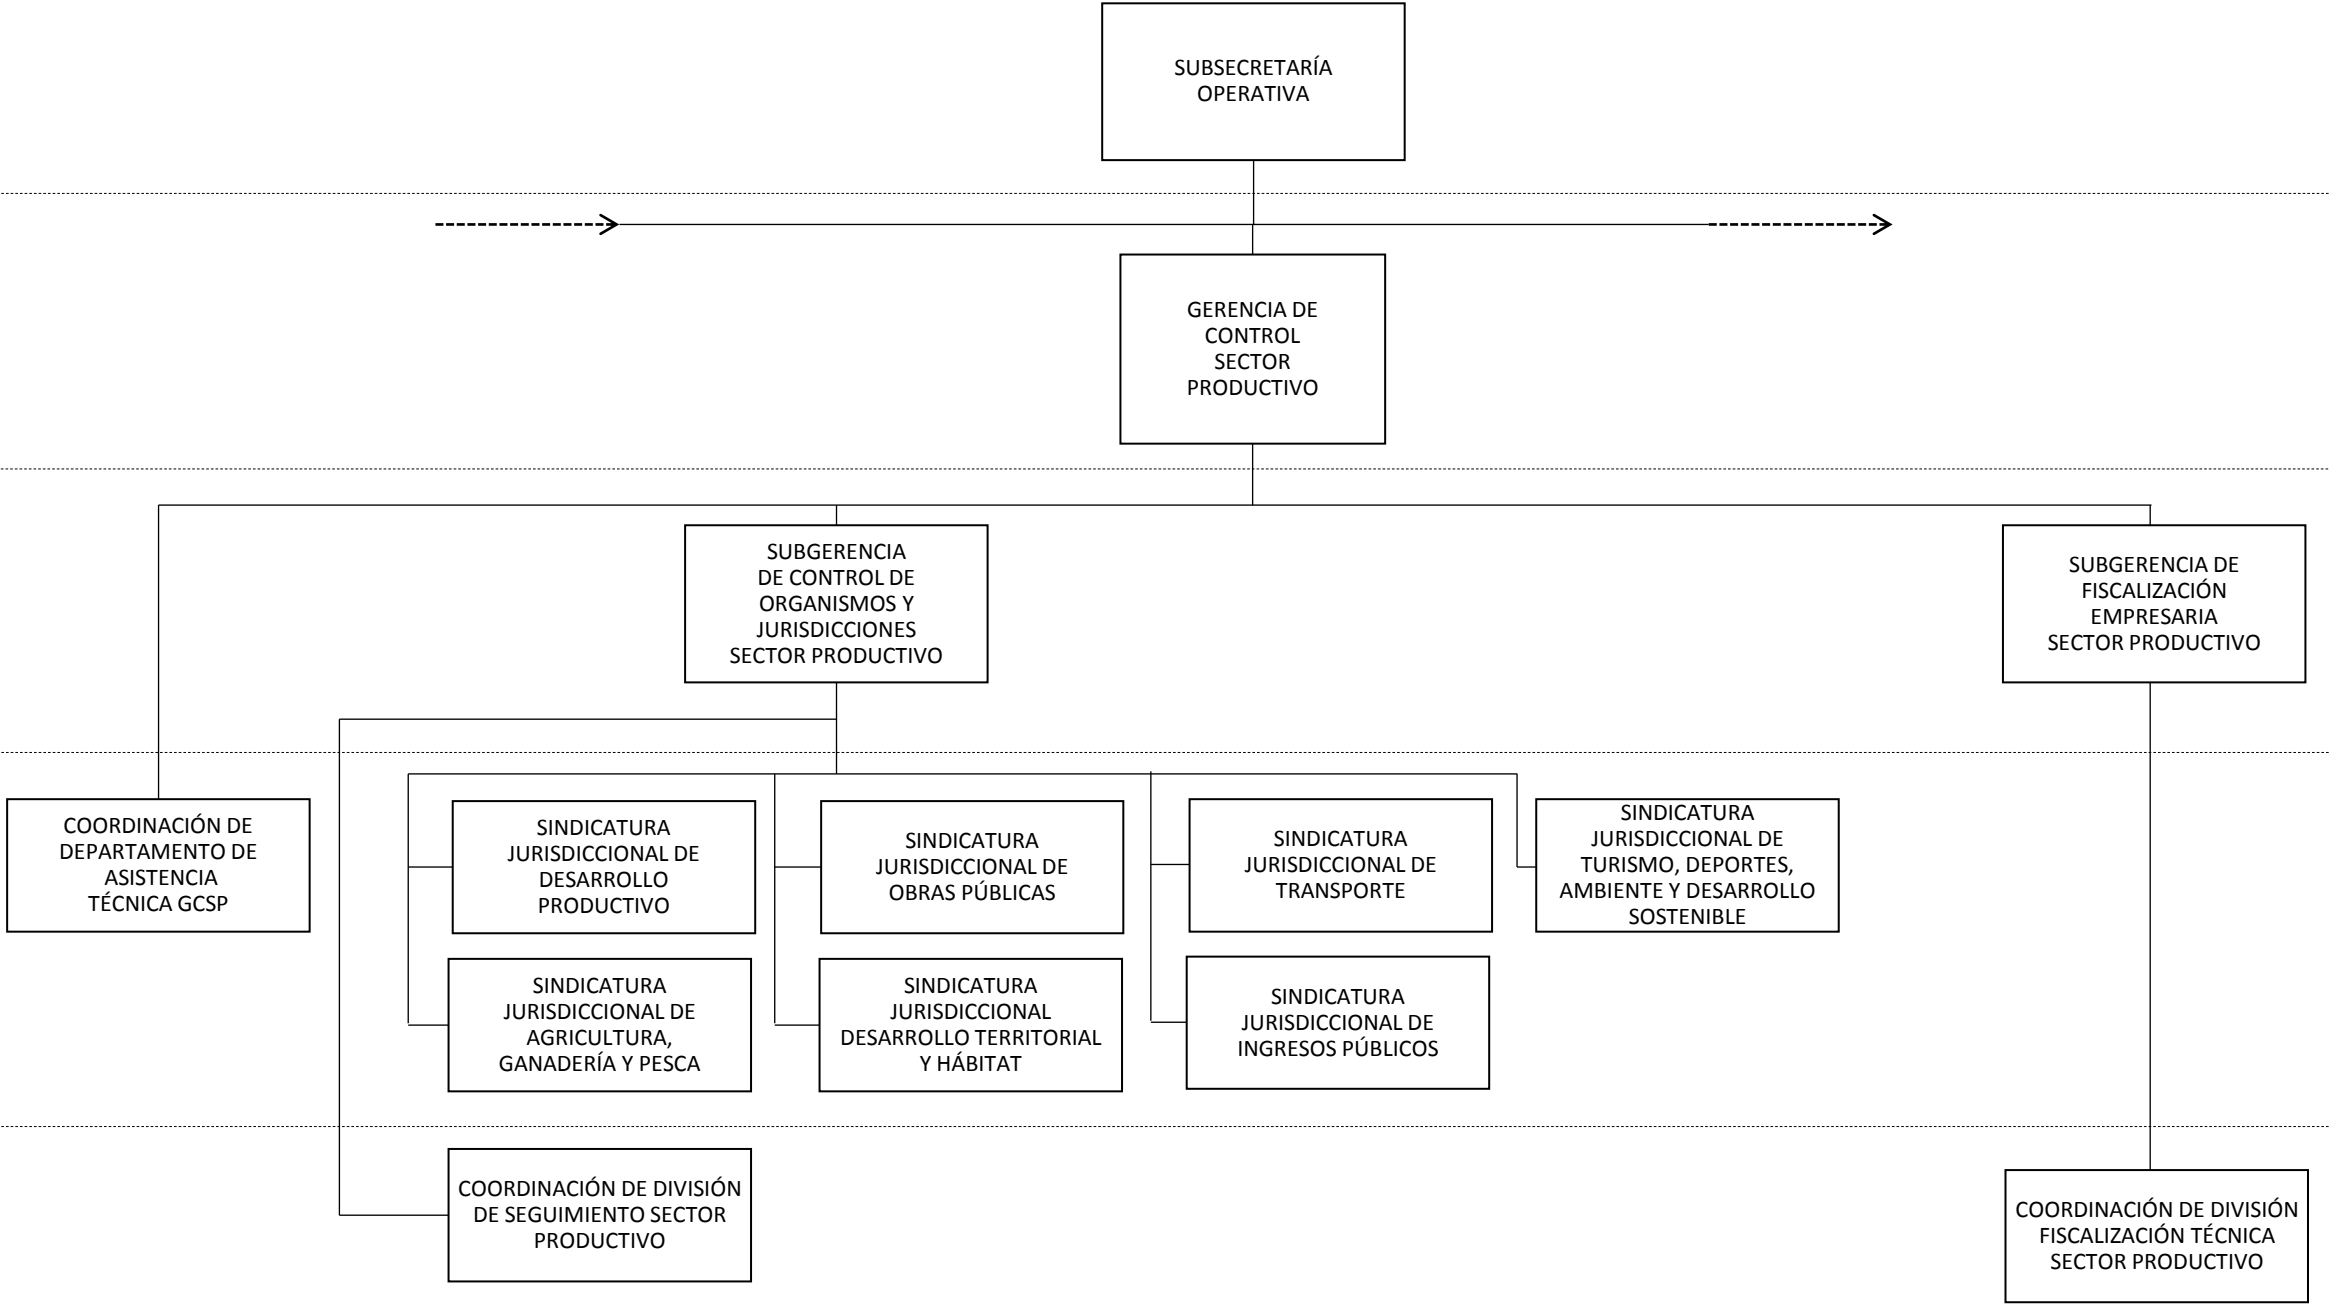 SUBSECRETARÍA
OPERATIVA
GERENCIA DE
CONTROL
SECTOR
PRODUCTIVO
SUBGERENCIA
DE CONTROL DE
ORGANISMOS Y
JURISDICCIONES
SECTOR PRODUCTIVO
SUBGERENCIA DE
FISCALIZACIÓN
EMPRESARIA
SECTOR PRODUCTIVO
COORDINACIÓN DE
DEPARTAMENTO DE
ASISTENCIA
TÉCNICA GCSP
SINDICATURA
JURISDICCIONAL DE
DESARROLLO
PRODUCTIVO
SINDICATURA
JURISDICCIONAL DE
OBRAS PÚBLICAS
SINDICATURA
JURISDICCIONAL DE
TRANSPORTE
SINDICATURA
JURISDICCIONAL DE
TURISMO, DEPORTES,
AMBIENTE Y DESARROLLO
SOSTENIBLE
SINDICATURA
JURISDICCIONAL DE
AGRICULTURA,
GANADERÍA Y PESCA
SINDICATURA
JURISDICCIONAL
DESARROLLO TERRITORIAL
Y HÁBITAT
SINDICATURA
JURISDICCIONAL DE
INGRESOS PÚBLICOS
COORDINACIÓN DE DIVISIÓN
DE SEGUIMIENTO SECTOR
PRODUCTIVO
COORDINACIÓN DE DIVISIÓN
FISCALIZACIÓN TÉCNICA
SECTOR PRODUCTIVO